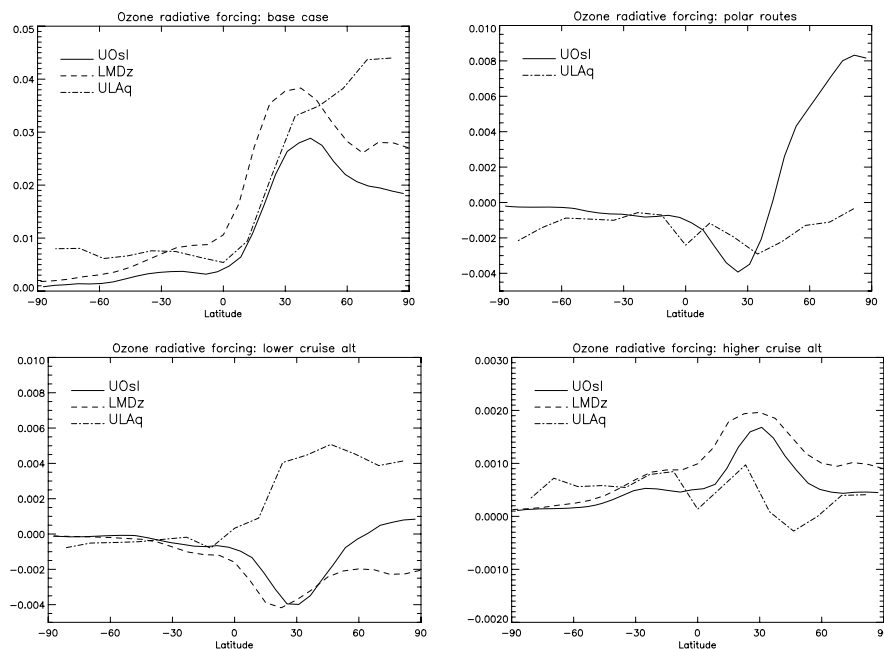 Ozone radiative forcing: base case
0.05
0.04
0.03
0.02
0.01
0.00
UOsl
LMDz
ULAq
−90 −60 −30 0 30 60 90
Latitude
Ozone radiative forcing: polar routes
0.010
0.008
0.006
0.004
0.002
0.000
−0.002
−0.004
UOsl
ULAq
−90 −60 −30 0 30 60 90
Latitude
Ozone radiative forcing: lower cruise alt
0.010
0.008
0.006
0.004
0.002
0.000
−0.002
−0.004
UOsl
LMDz
ULAq
−90 −60 −30 0 30 60 90
Latitude
Ozone radiative forcing: higher cruise alt
0.0030
0.0020
0.0010
0.0000
−0.0010
−0.0020
UOsl
LMDz
ULAq
−90 −60 −30 0 30 60 90
Latitude